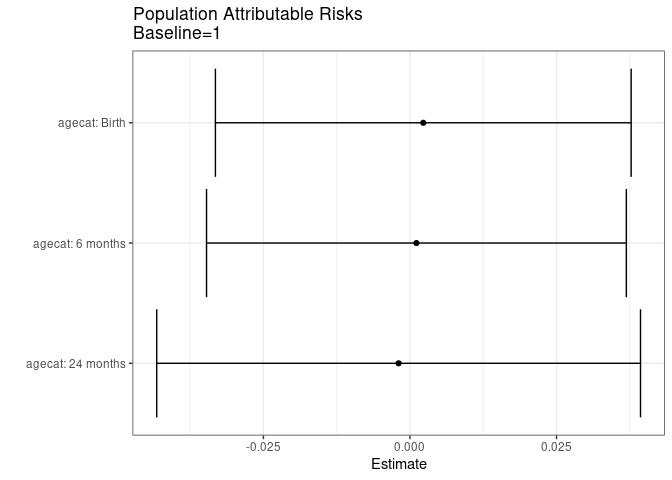 Population Attributable Risks
Baseline=1
agecat: Birth
agecat: 6 months
agecat: 24 months
-0.025 0.000 0.025
Estimate